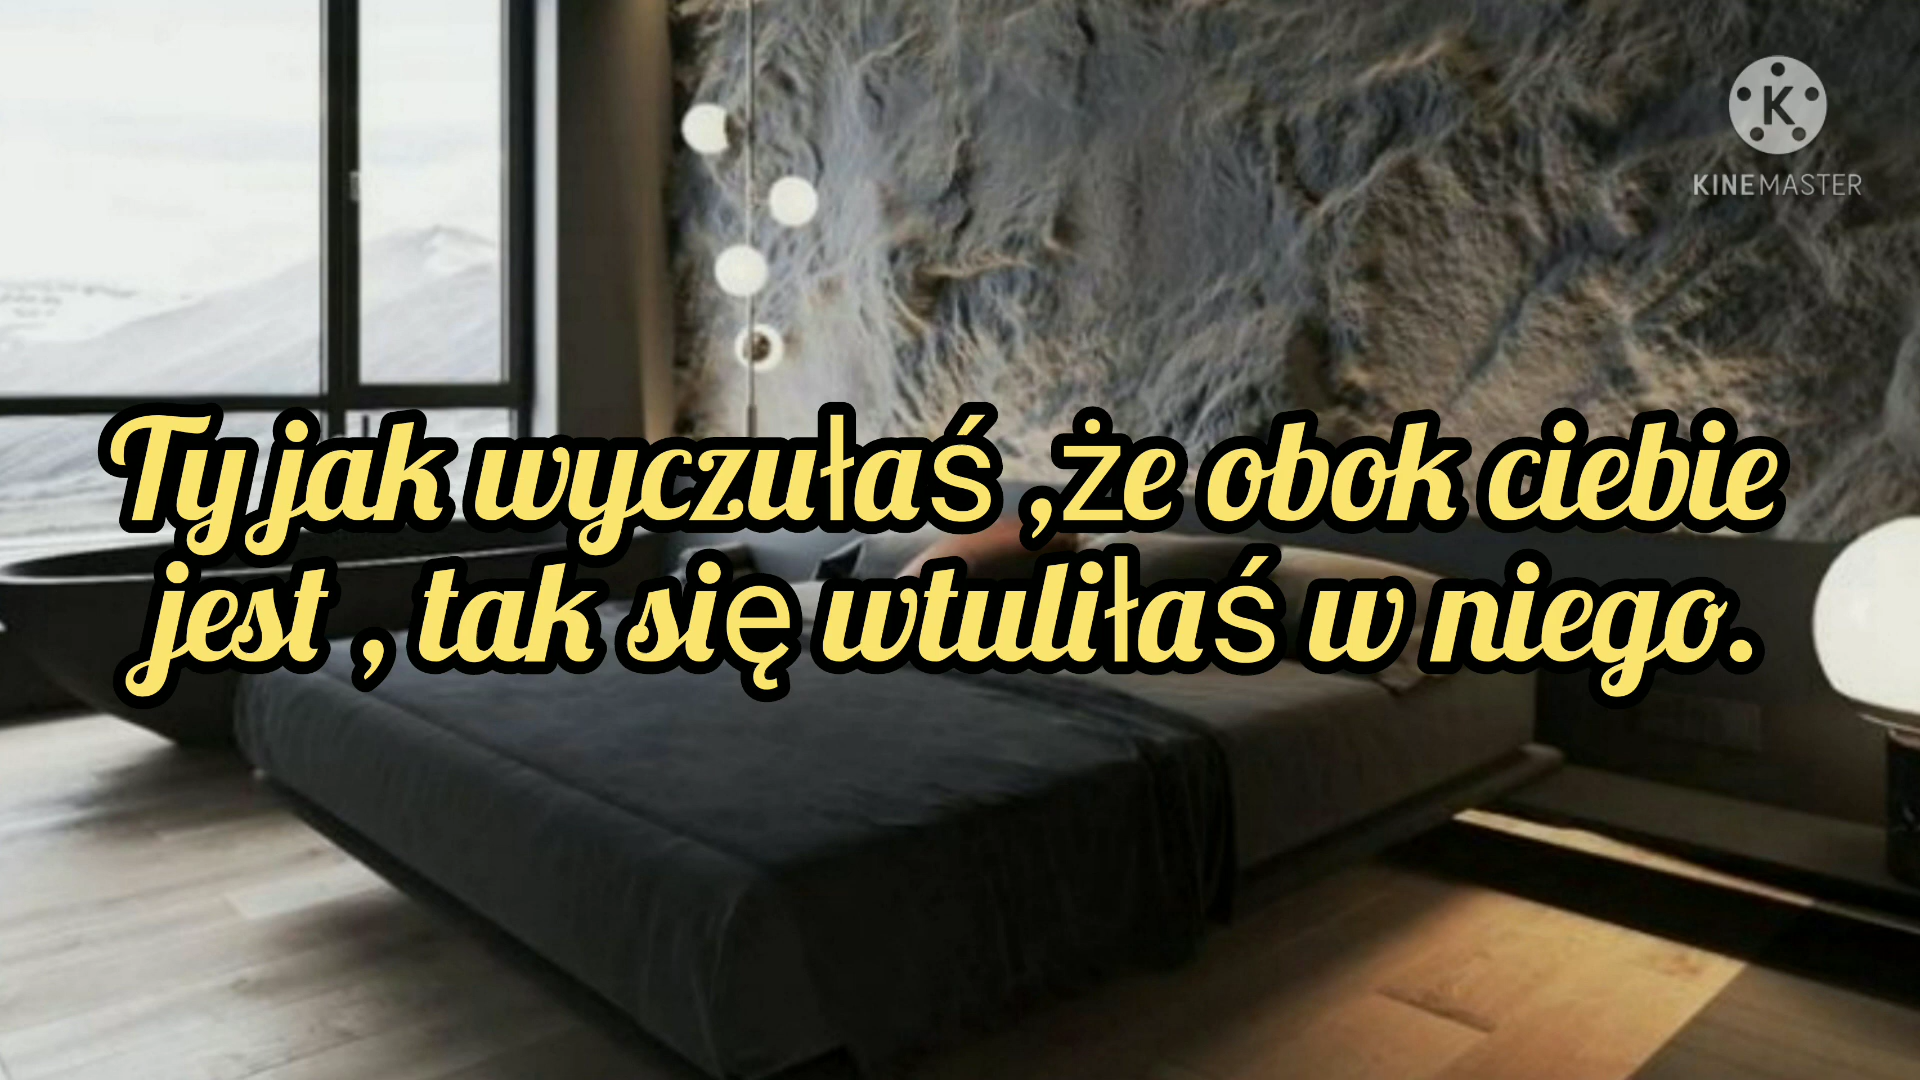 K
KINEMASTER
Ty jak wyczułaś ,że obok ciebie
jest , tak się wtuliłaś w niego.